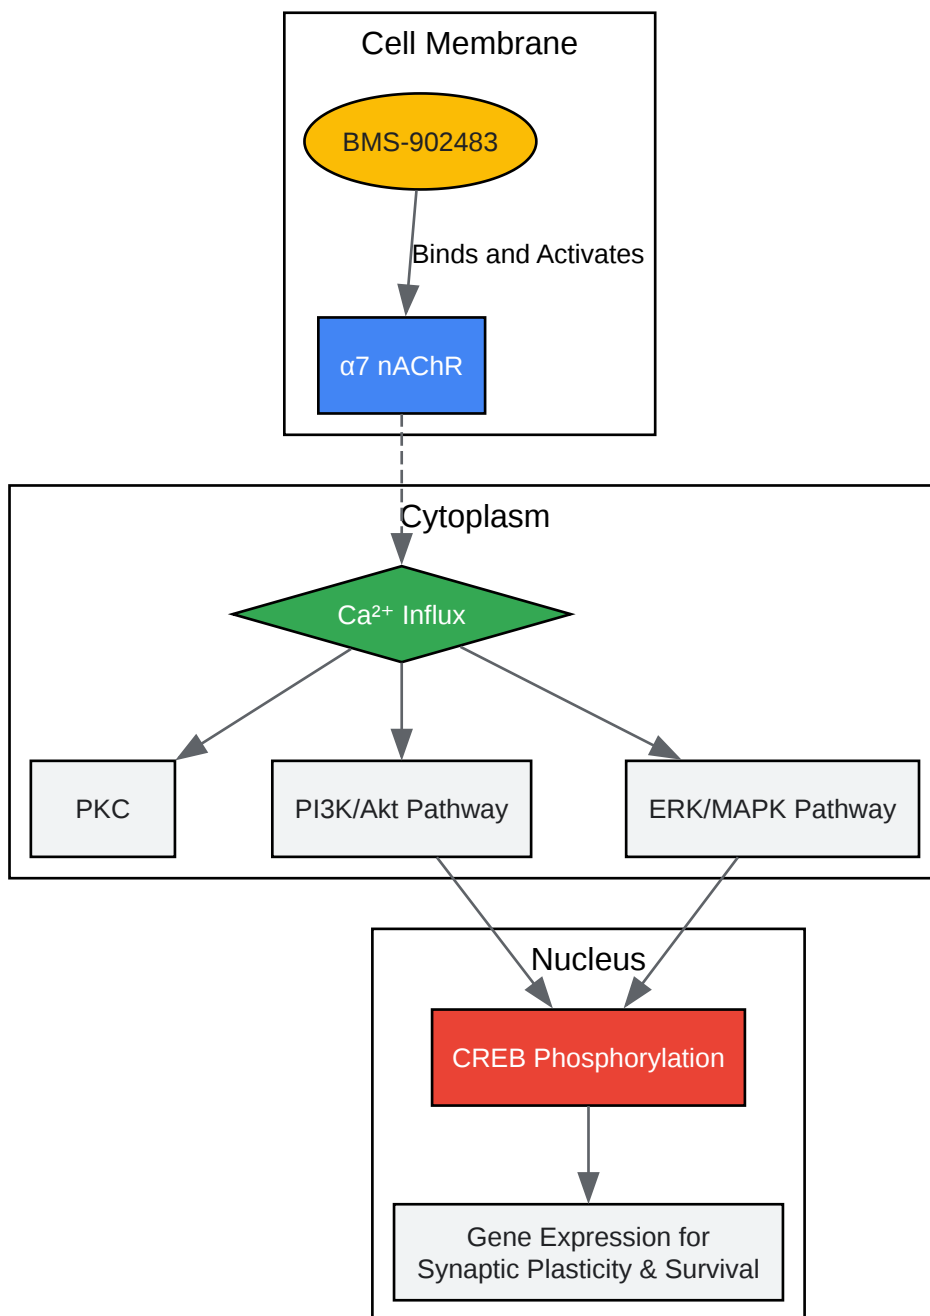 Cell Membrane
BMS-902483
Binds and Activates
α7 nAChR
Cytoplasm
Ca²⁺ Influx
PKC
PI3K/Akt Pathway
ERK/MAPK Pathway
Nucleus
CREB Phosphorylation
Gene Expression for
Synaptic Plasticity & Survival